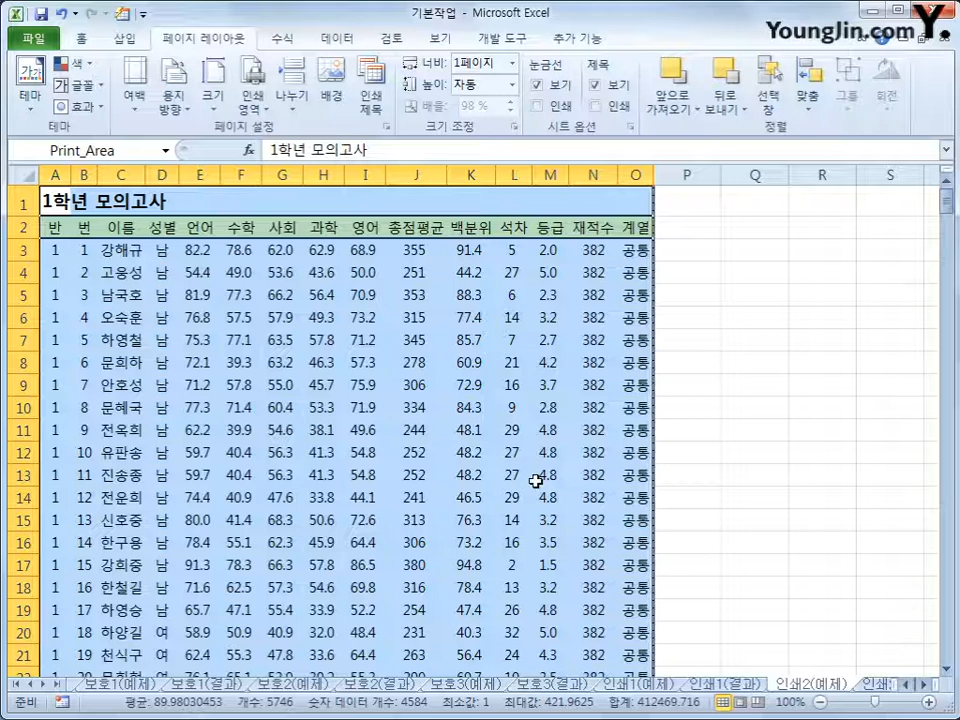 기본작업 - Microsoft Excel
YoungJin.com Y.
파일 홈 삽입 페이지 레이아웃 수식 데이터 검토 보기 개발 도구 추가 기능
테마 색 글꼴 효과
테마
여백 용지 방향 크기 인쇄 영역 나누기 배경 인쇄 제목
페이지 설정
너비: 1페이지
높이: 자동
배율: 98 %
크기 조정
눈금선 제목
보기 보기
인쇄 인쇄
시트 옵션
앞으로 가져오기 뒤로 보내기 선택 창 맞춤 그룹 회전
정렬
Print_Area fx 1학년 모의고사
A B C D E F G H I J K L M N O P Q R S
1 1학년 모의고사
2 반 번 이름 성별 언어 수학 사회 과학 영어 총점평균 백분위 석차 등급 재적수 계열
3 1 1 강해규 남 82.2 78.6 62.0 62.9 68.9 355 91.4 5 2.0 382 공통
4 1 2 고웅성 남 54.4 49.0 53.6 43.6 50.0 251 44.2 27 5.0 382 공통
5 1 3 남국호 남 81.9 77.3 66.2 56.4 70.9 353 88.3 6 2.3 382 공통
6 1 4 오숙훈 남 76.8 57.5 57.9 49.3 73.2 315 77.4 14 3.2 382 공통
7 1 5 하영철 남 75.3 77.1 63.5 57.8 71.2 345 85.7 7 2.7 382 공통
8 1 6 문희하 남 72.1 39.3 63.2 46.3 57.3 278 60.9 21 4.2 382 공통
9 1 7 안호성 남 71.2 57.8 55.0 45.7 75.9 306 72.9 16 3.7 382 공통
10 1 8 문혜국 남 77.3 71.4 60.4 53.3 71.9 334 84.3 9 2.8 382 공통
11 1 9 전옥희 남 62.2 39.9 54.6 38.1 49.6 244 48.1 29 4.8 382 공통
12 1 10 유판송 남 59.7 40.4 56.3 41.3 54.8 252 48.2 27 4.8 382 공통
13 1 11 진송종 남 59.7 40.4 56.3 41.3 54.8 252 48.2 27 4.8 382 공통
14 1 12 전운희 남 74.4 40.9 47.6 33.8 44.1 241 46.5 29 4.8 382 공통
15 1 13 신호중 남 80.0 41.4 68.3 50.6 72.6 313 76.3 14 3.2 382 공통
16 1 14 한구용 남 78.4 55.1 62.3 45.9 64.4 306 73.2 16 3.5 382 공통
17 1 15 강희중 남 91.3 78.3 66.3 57.8 86.5 380 94.8 2 1.5 382 공통
18 1 16 한철길 남 71.6 62.5 57.3 54.6 69.8 316 78.4 13 3.2 382 공통
19 1 17 하영승 남 65.7 47.1 55.4 33.9 52.2 254 47.4 26 4.8 382 공통
20 1 18 하양길 여 58.9 50.9 40.9 32.0 48.4 231 40.3 32 5.0 382 공통
21 1 19 천식구 여 62.4 55.3 47.8 33.6 64.4 263 56.4 24 4.3 382 공통
보호1(예제) 보호1(결과) 보호2(예제) 보호2(결과) 보호3(예제) 보호3(결과) 인쇄1(예제) 인쇄1(결과) 인쇄2(예제) 인쇄
준비 평균: 89.98030453 개수: 5746 숫자 데이터 개수: 4584 최소값: 1 최대값: 421.9625 합계: 412469.716 100%